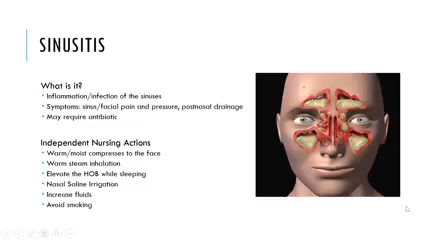 SINUSITIS
What is it?
• Inflammation/infection of the sinuses
• Symptoms: sinus/facial pain and pressure, postnasal drainage
• May require antibiotic
Independent Nursing Actions
• Warm/moist compresses to the face
• Warm steam inhalation
• Elevate the HOB while sleeping
• Nasal Saline Irrigation
• Increase fluids
• Avoid smoking